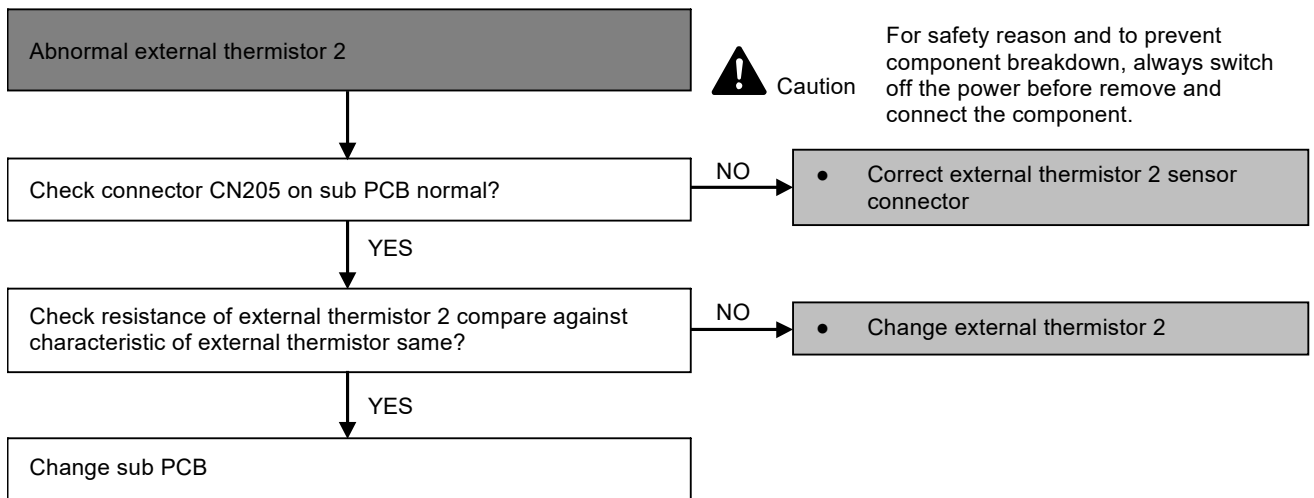 Abnormal external thermistor 2
Caution
For safety reason and to prevent
component breakdown, always switch
off the power before remove and
connect the component.
Check connector CN205 on sub PCB normal?
NO
● Correct external thermistor 2 sensor
connector
YES
Check resistance of external thermistor 2 compare against
characteristic of external thermistor same?
NO
● Change external thermistor 2
YES
Change sub PCB